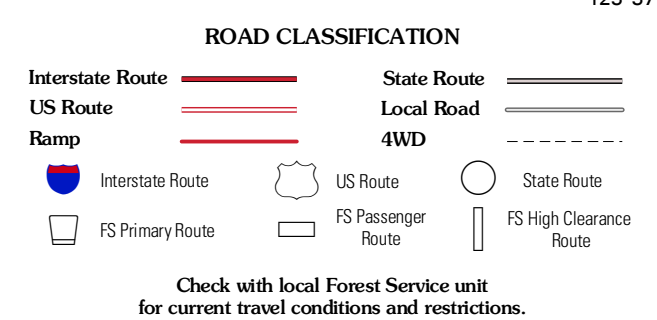 ROAD CLASSIFICATION
Interstate Route
State Route
US Route
Local Road
Ramp
4WD
Interstate Route
US Route
State Route
FS Primary Route
FS Passenger
Route
FS High Clearance
Route
Check with local Forest Service unit
for current travel conditions and restrictions.